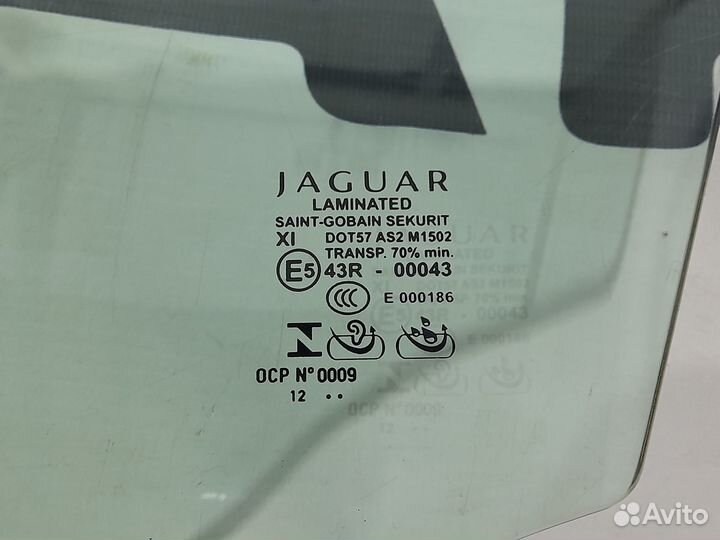 JAGUAR
LAMINATED
SAINT-GOBAIN SEKURIT
XI DOT57 AS2 M1502
TRANSP. 70% min.
E5 43R - 00043
CCC E 000186
OCP N° 0009
12 ..
Avito